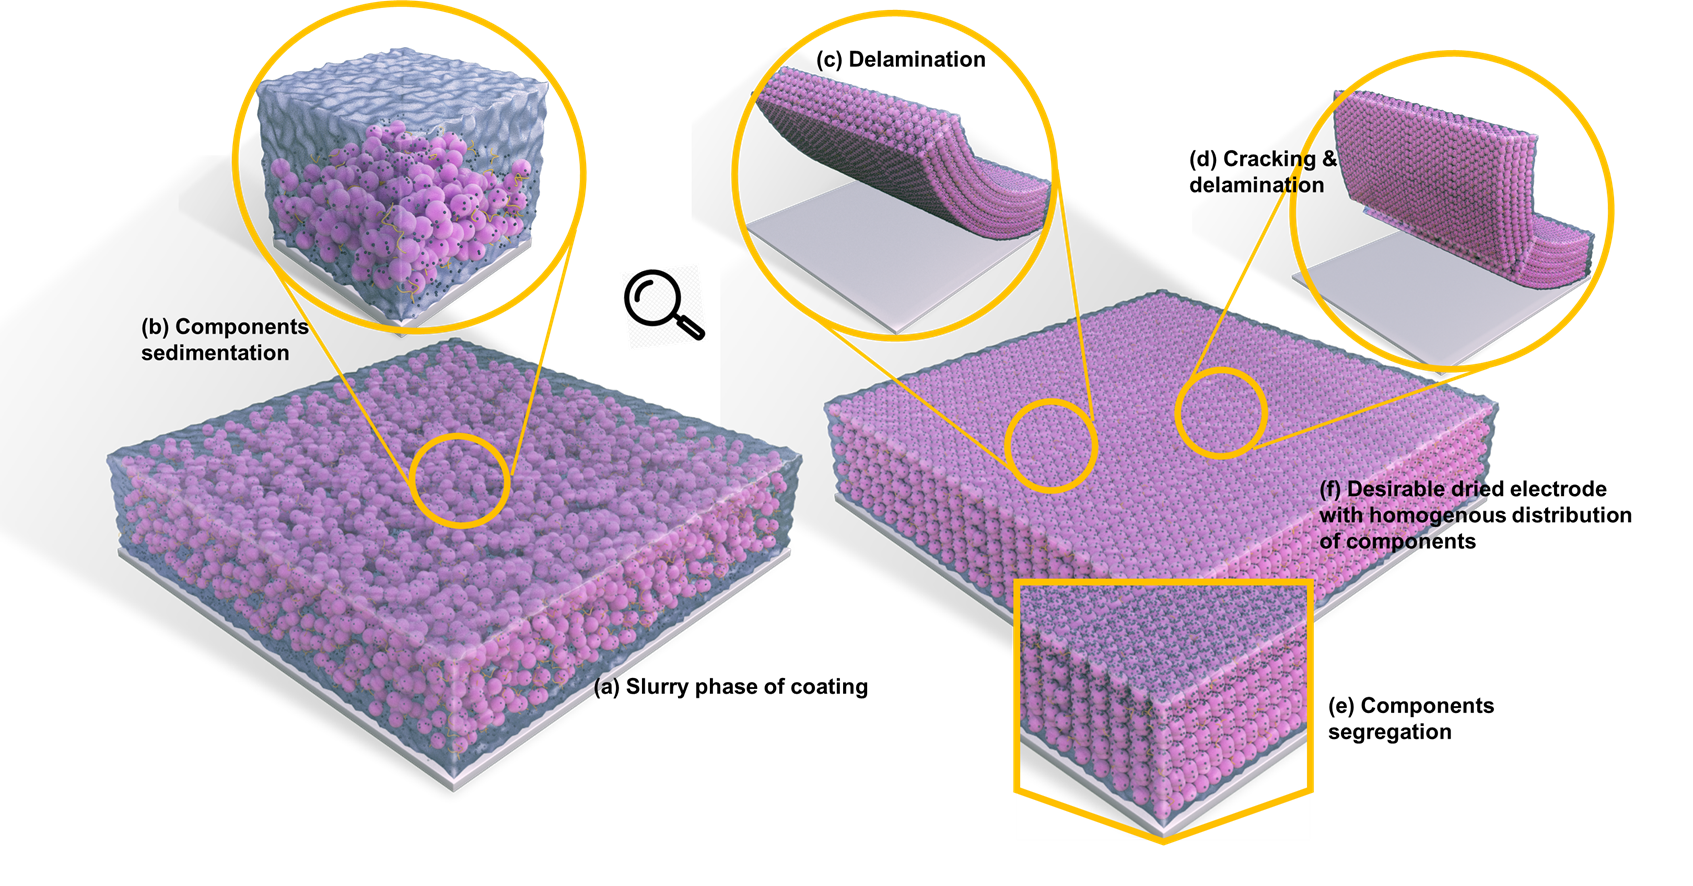 (c) Delamination
(d) Cracking &
delamination
(b) Components
sedimentation
(f) Desirable dried electrode
with homogenous distribution
of components
(a) Slurry phase of coating
(e) Components
segregation